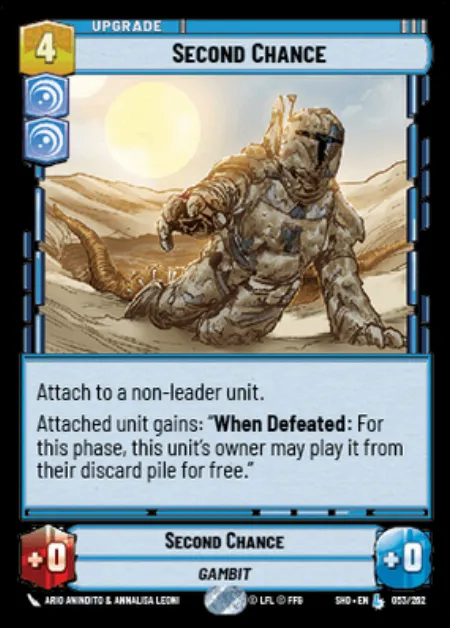 UPGRADE
4
SECOND CHANCE
Attach to a non-leader unit.
Attached unit gains: "When Defeated: For
this phase, this unit's owner may play it from
their discard pile for free."
+0
SECOND CHANCE
+0
GAMBIT
ARIO ANINDITO & ANNALISA LEONI
© LFL © FFG
SHD • EN
L
053/262